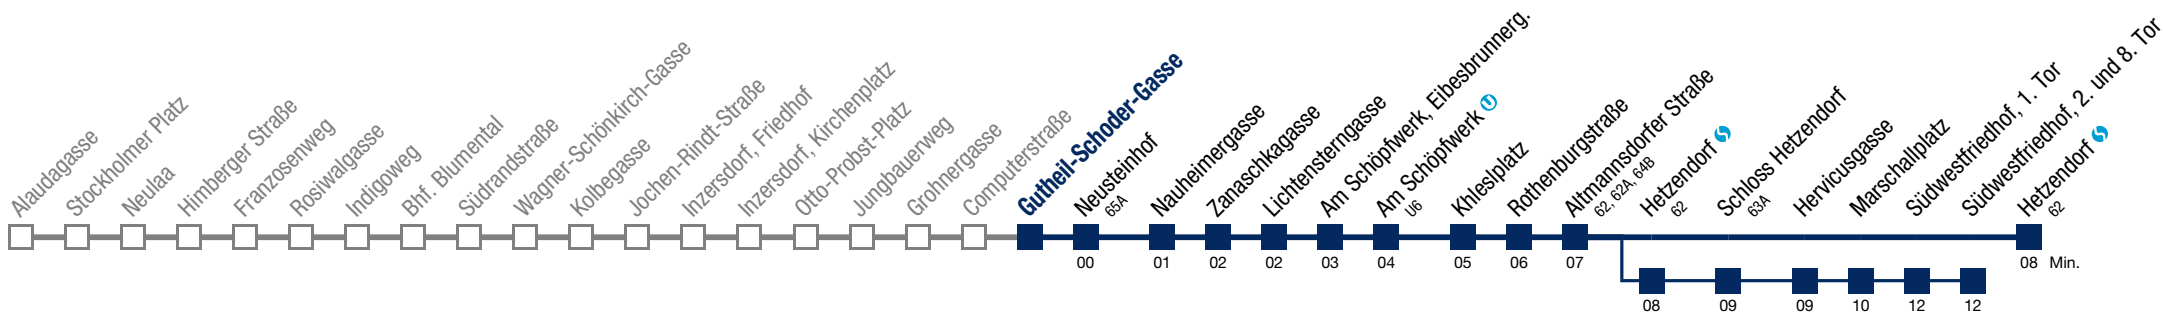 Alaudagasse
Stockholmer Platz
Neulaa
Himberger Straße
Franzosenweg
Rosiwalgasse
Indigoweg
Bhf. Blumental
Südrandstraße
Wagner-Schönkirch-Gasse
Kolbegasse
Jochen-Rindt-Straße
Inzersdorf, Friedhof
Inzersdorf, Kirchenplatz
Otto-Probst-Platz
Jungbauerweg
Grohnergasse
Computerstraße
Gutheil-Schoder-Gasse
Neusteinhof
65A
Nauheimergasse
Zanaschkagasse
Lichtensterngasse
Am Schöpfwerk, Eibesbrunnerg.
Am Schöpfwerk U
U6
Khleslplatz
Rothenburgstraße
Altmannsdorfer Straße
62, 62A, 64B
Hetzendorf S
62
Schloss Hetzendorf
63A
Hervicusgasse
Marschallplatz
Südwestfriedhof, 1. Tor
Südwestfriedhof, 2. und 8. Tor
Hetzendorf S
62
00 01 02 02 03 04 05 06 07 08 Min.
08 09 09 10 12 12